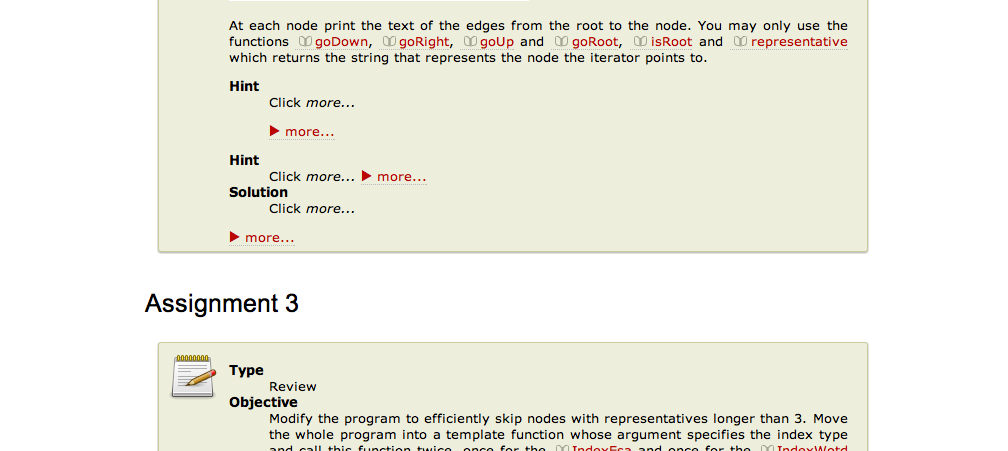 At each node print the text of the edges from the root to the node. You may only use the
functions goDown, goRight, goUp and goRoot, isRoot and representative
which returns the string that represents the node the iterator points to.
Hint
Click more...
▶ more...
Hint
Click more... ▶ more...
Solution
Click more...
▶ more...
Assignment 3
Type
Review
Objective
Modify the program to efficiently skip nodes with representatives longer than 3. Move
the whole program into a template function whose argument specifies the index type
and call this function twice, once for the IndexEsa and once for the IndexWotd